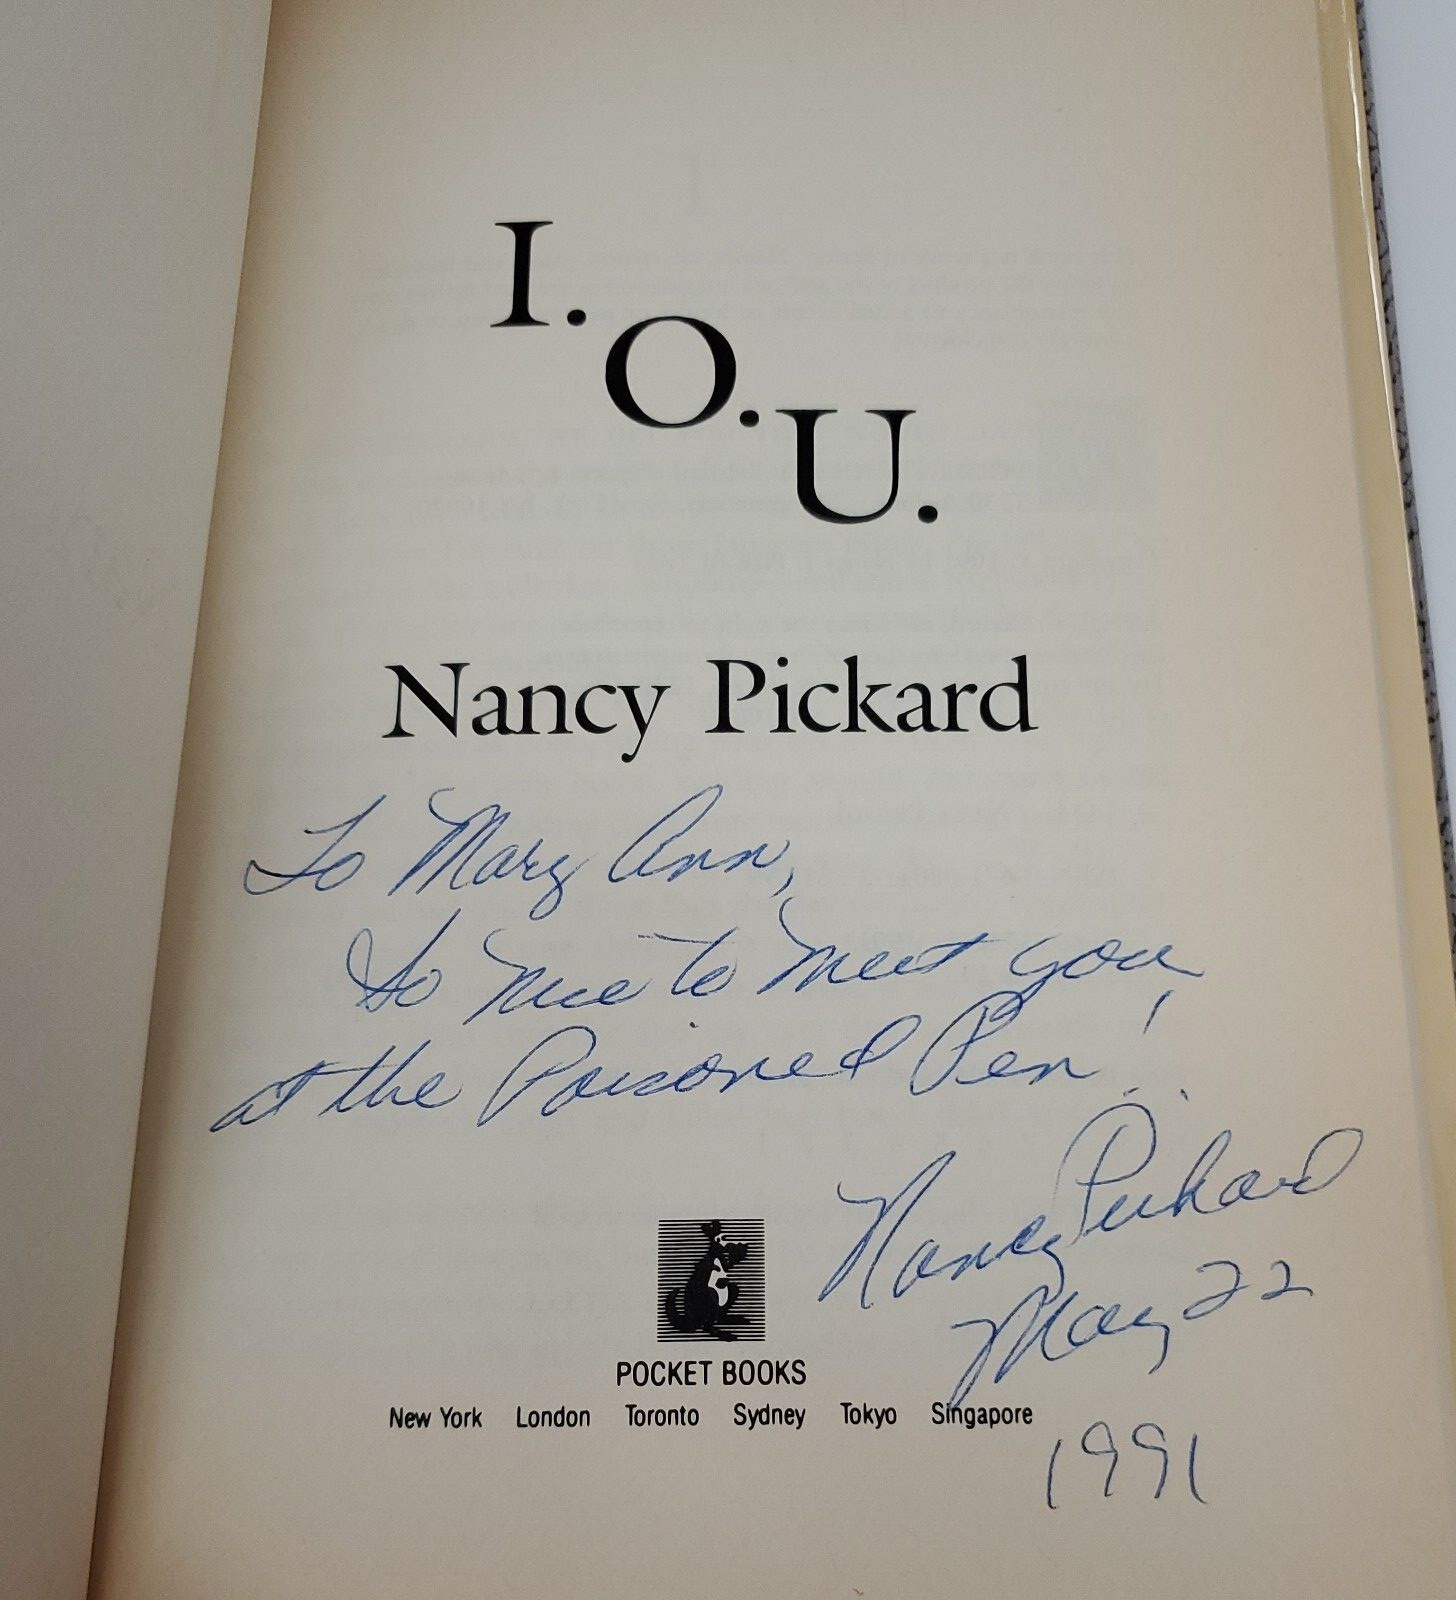 I.O.U.
Nancy Pickard
To Mary Ann,
So nice to meet you
at the Poisoned Pen!
Nancy Pickard
May 22
1991
POCKET BOOKS
New York London Toronto Sydney Tokyo Singapore